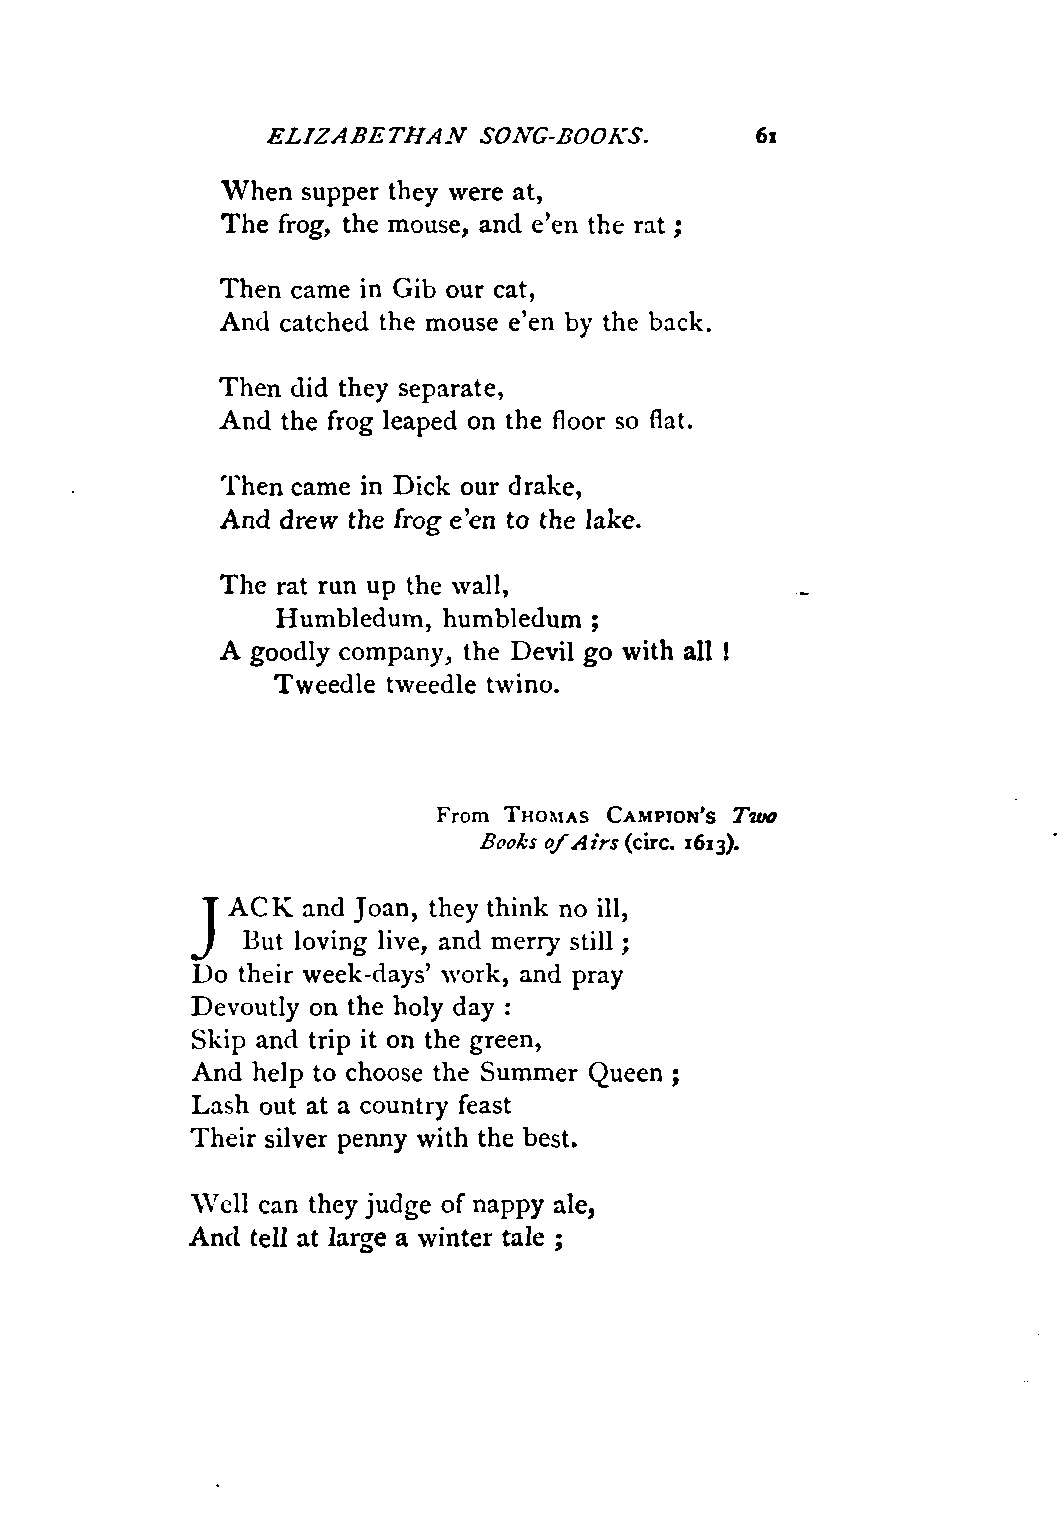 ELIZABETHAN SONG-BOOKS. 61
When supper they were at,
The frog, the mouse, and e'en the rat ;
Then came in Gib our cat,
And catched the mouse e'en by the back.
Then did they separate,
And the frog leaped on the floor so flat.
Then came in Dick our drake,
And drew the frog e'en to the lake.
The rat run up the wall,
Humbledum, humbledum ;
A goodly company, the Devil go with all !
Tweedle tweedle twino.
From THOMAS CAMPION'S Two
Books of Airs (circ. 1613).
JACK and Joan, they think no ill,
But loving live, and merry still ;
Do their week-days' work, and pray
Devoutly on the holy day :
Skip and trip it on the green,
And help to choose the Summer Queen ;
Lash out at a country feast
Their silver penny with the best.
Well can they judge of nappy ale,
And tell at large a winter tale ;